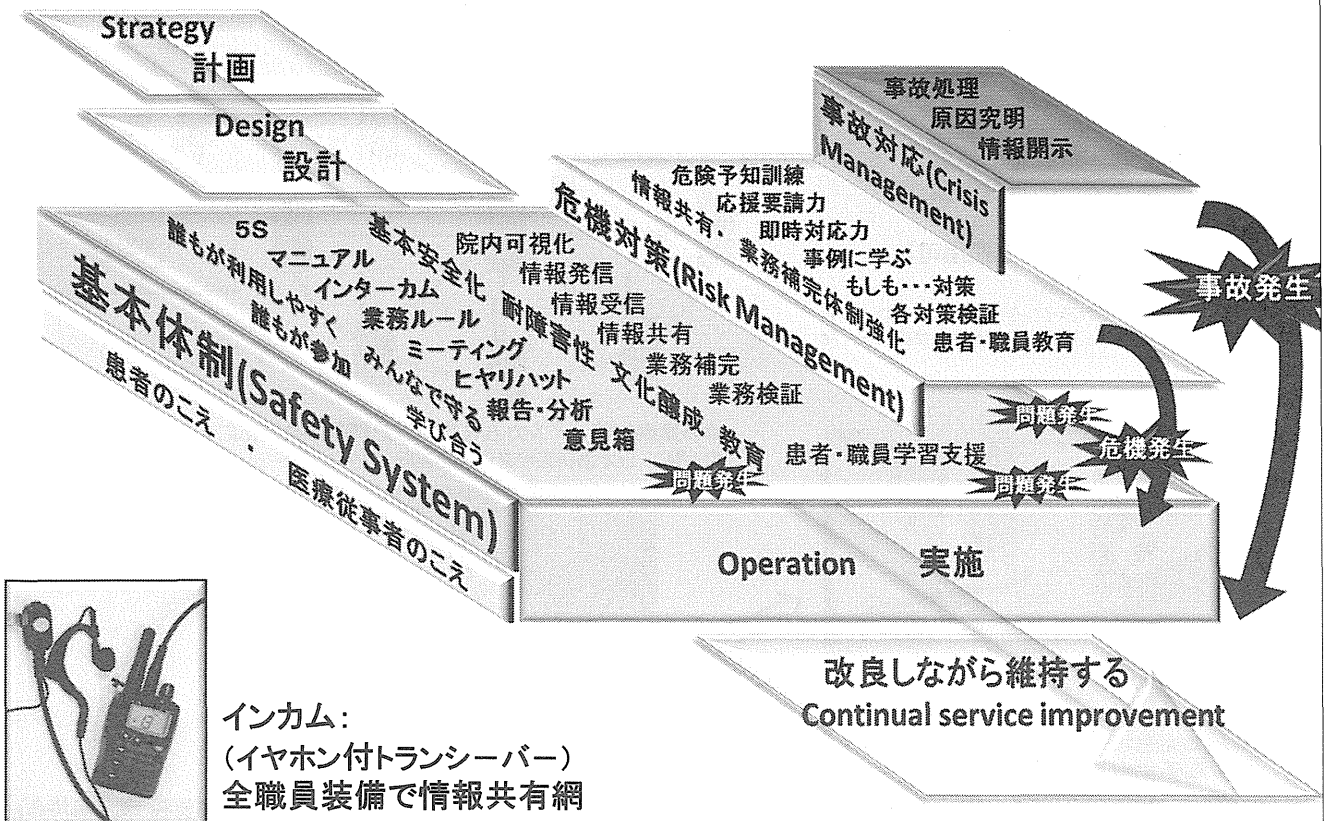 Strategy
計画
Design
設計
事故処理
原因究明
情報開示
事故対応(Crisis Management)
危険予知訓練
応援要請力
即時対応力
事例に学ぶ
もしも・・・対策
各対策検証
患者・職員教育
情報共有、業務補完体制強化
危機対策(Risk Management)
5S
マニュアル
インターカム
業務ルール
ミーティング
ヒヤリハット
報告・分析
意見箱
誰もが利用しやすく
誰もが参加
みんなで守る
学び合う
基本安全化
耐障害性
文化醸成
教育
院内可視化
情報発信
情報受信
情報共有
業務補完
業務検証
患者・職員学習支援
基本体制(Safety System)
患者のこえ ・ 医療従事者のこえ
問題発生
問題発生
問題発生
危機発生
事故発生
Operation 実施
改良しながら維持する
Continual service improvement
インカム：
（イヤホン付トランシーバー）
全職員装備で情報共有網